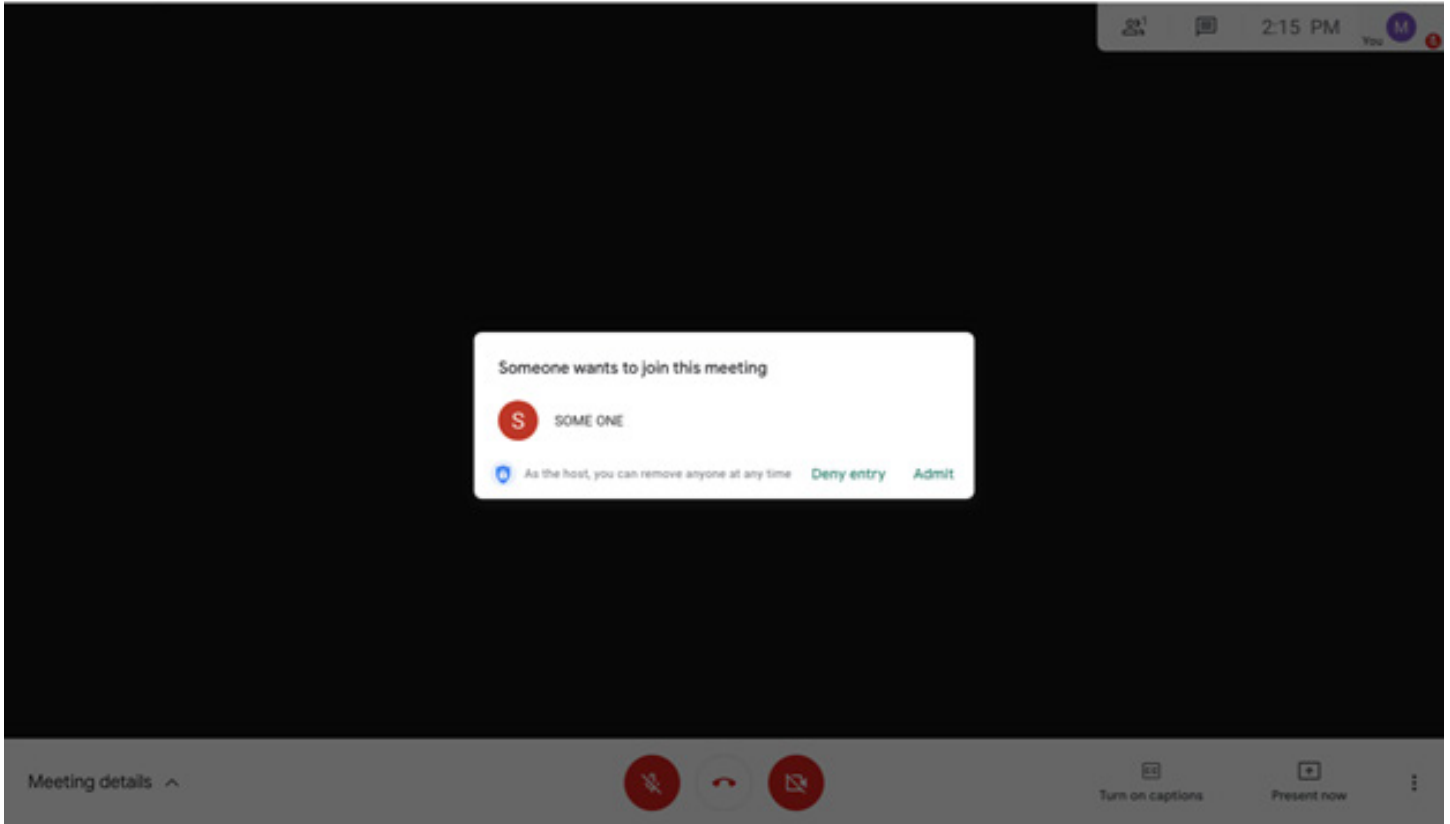 1
2:15 PM
You
M
Someone wants to join this meeting
S
SOME ONE
As the host, you can remove anyone at any time
Deny entry
Admit
Meeting details
Turn on captions
Present now